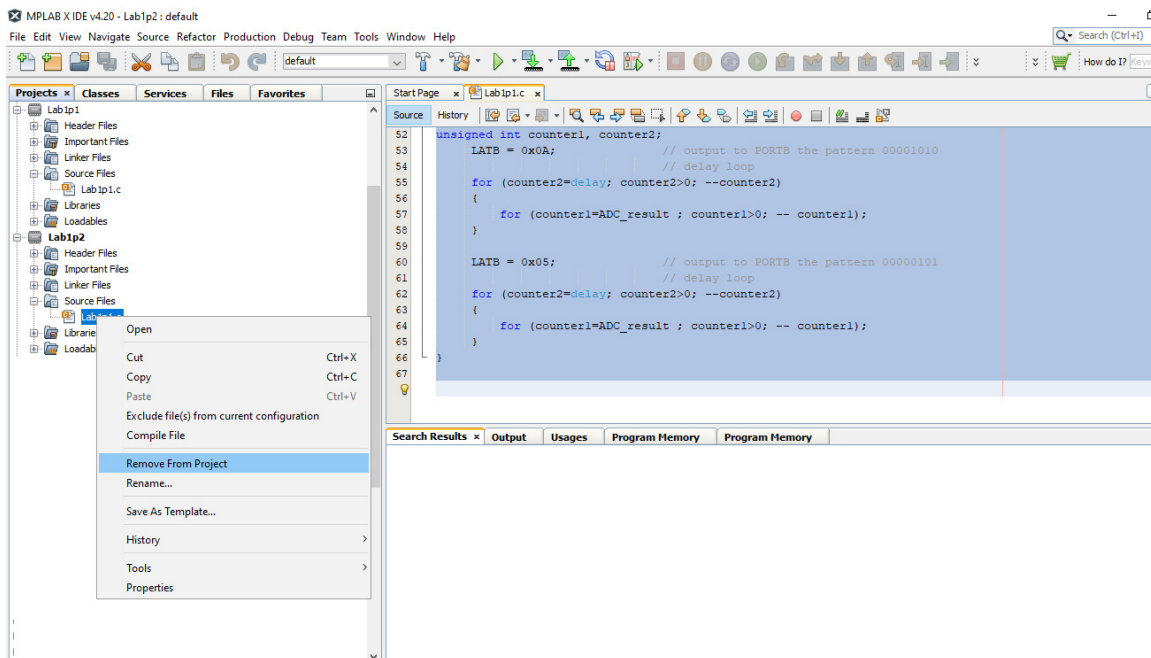 MPLAB X IDE v4.20 - Lab1p2 : default
File Edit View Navigate Source Refactor Production Debug Team Tools Window Help
Search (Ctrl+I)
default
How do I?
Projects × Classes Services Files Favorites
Start Page × Lab1p1.c ×
Source History
Lab1p1
Header Files
Important Files
Linker Files
Source Files
Lab1p1.c
Libraries
Loadables
Lab1p2
Header Files
Important Files
Linker Files
Source Files
Open
Cut Ctrl+X
Copy Ctrl+C
Paste Ctrl+V
Exclude file(s) from current configuration
Compile File
Remove From Project
Rename...
Save As Template...
History >
Tools >
Properties
52 unsigned int counter1, counter2;
53 LATB = 0x0A; // output to PORTB the pattern 00001010
54 // delay loop
55 for (counter2=delay; counter2>0; --counter2)
56 {
57 for (counter1=ADC_result ; counter1>0; -- counter1);
58 }
59
60 LATB = 0x05; // output to PORTB the pattern 00000101
61 // delay loop
62 for (counter2=delay; counter2>0; --counter2)
63 {
64 for (counter1=ADC_result ; counter1>0; -- counter1);
65 }
66 }
67
Search Results × Output Usages Program Memory Program Memory